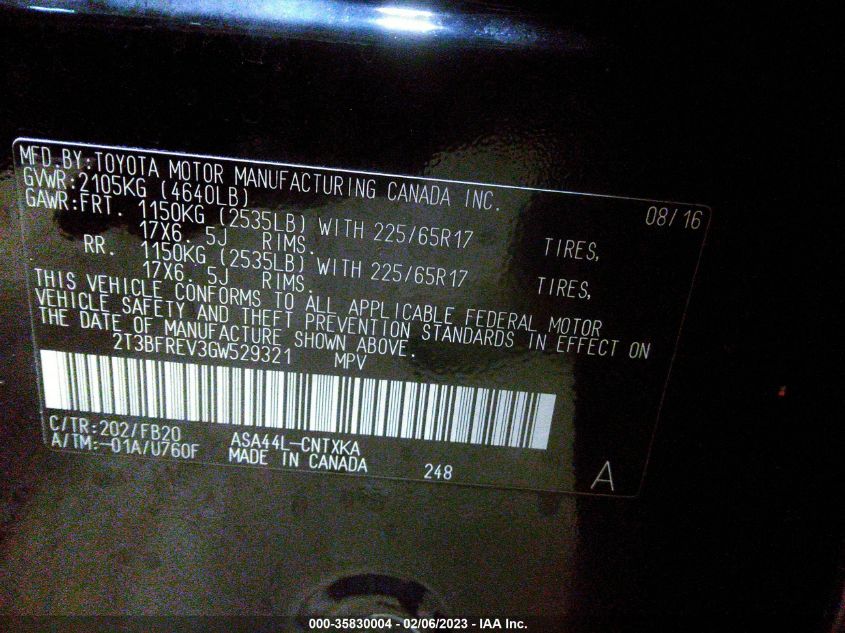 MFD.BY:TOYOTA MOTOR MANUFACTURING CANADA INC. 08/16
GVWR:2105KG (4640LB)
GAWR:FRT. 1150KG (2535LB) WITH 225/65R17 TIRES,
17X6. 5J RIMS.
RR. 1150KG (2535LB) WITH 225/65R17 TIRES,
17X6. 5J RIMS.
THIS VEHICLE CONFORMS TO ALL APPLICABLE FEDERAL MOTOR
VEHICLE SAFETY AND THEFT PREVENTION STANDARDS IN EFFECT ON
THE DATE OF MANUFACTURE SHOWN ABOVE.
2T3BFREV3GW529321 MPV
C/TR:202/FB20 ASA44L-CNTXKA
A/TM:-01A/U760F MADE IN CANADA 248 A
000-35830004 - 02/06/2023 - IAA Inc.